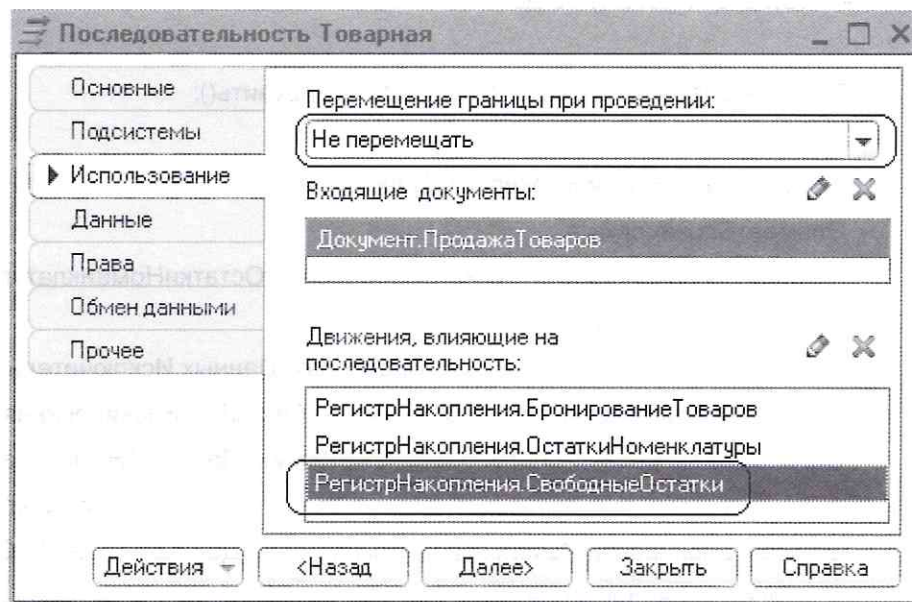 Последовательность Товарная
Основные
Подсистемы
Использование
Данные
Права
Обмен данными
Прочее
Перемещение границы при проведении:
Не перемещать
Входящие документы:
Документ.ПродажаТоваров
Движения, влияющие на
последовательность:
РегистрНакопления.БронированиеТоваров
РегистрНакопления.ОстаткиНоменклатуры
РегистрНакопления.СвободныеОстатки
Действия
<Назад
Далее>
Закрыть
Справка